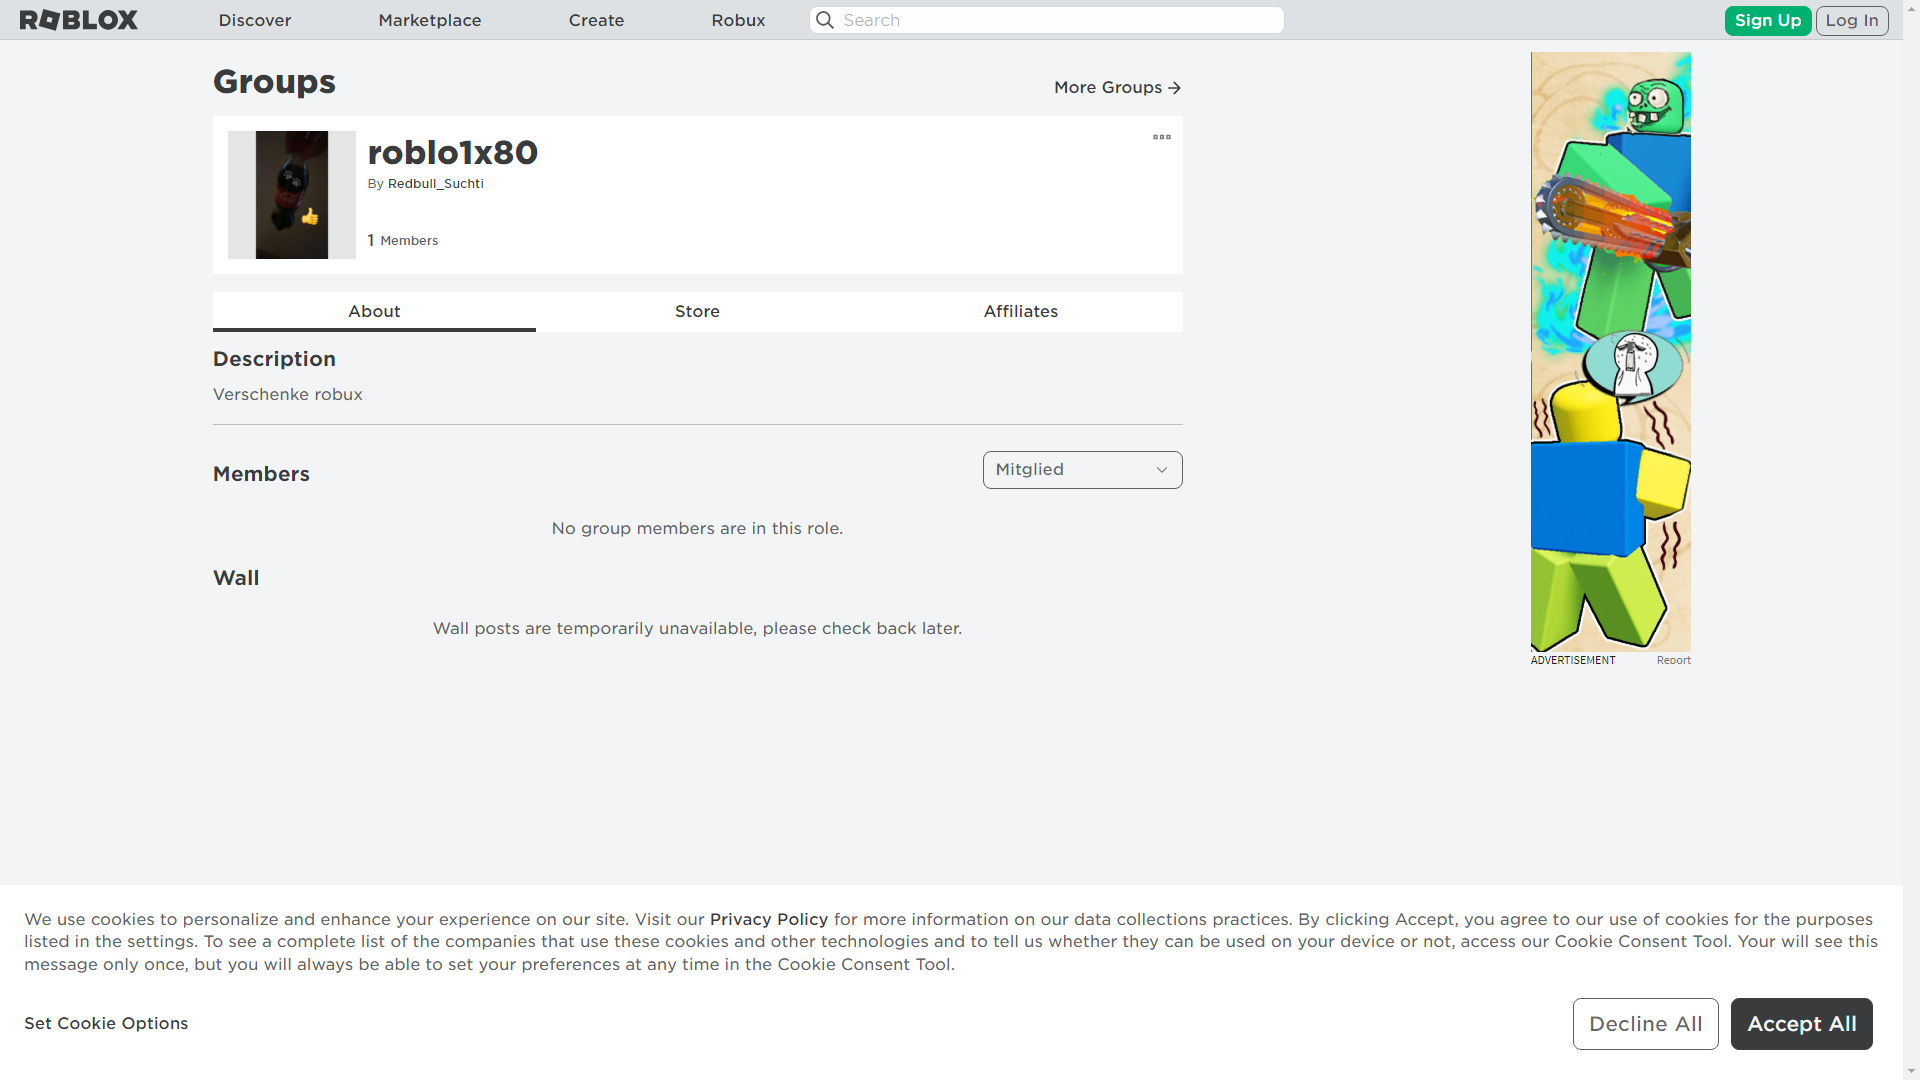 ROBLOX
Discover
Marketplace
Create
Robux
Search
Sign Up
Log In
Groups
More Groups
roblo1x80
By Redbull_Suchti
1 Members
About
Store
Affiliates
Description
Verschenke robux
Members
Mitglied
No group members are in this role.
Wall
Wall posts are temporarily unavailable, please check back later.
ADVERTISEMENT
Report
We use cookies to personalize and enhance your experience on our site. Visit our Privacy Policy for more information on our data collections practices. By clicking Accept, you agree to our use of cookies for the purposes
listed in the settings. To see a complete list of the companies that use these cookies and other technologies and to tell us whether they can be used on your device or not, access our Cookie Consent Tool. Your will see this
message only once, but you will always be able to set your preferences at any time in the Cookie Consent Tool.
Set Cookie Options
Decline All
Accept All